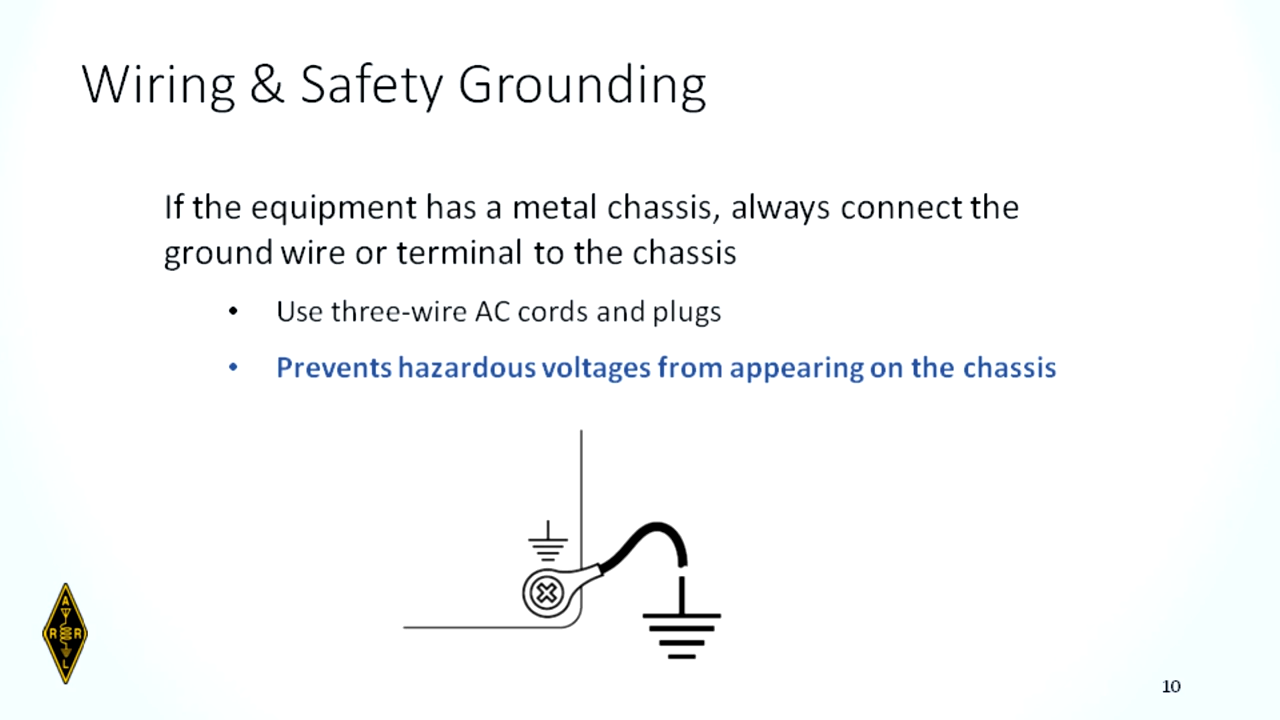 Wiring & Safety Grounding
If the equipment has a metal chassis, always connect the
ground wire or terminal to the chassis
• Use three-wire AC cords and plugs
• Prevents hazardous voltages from appearing on the chassis
A
R R
L
10